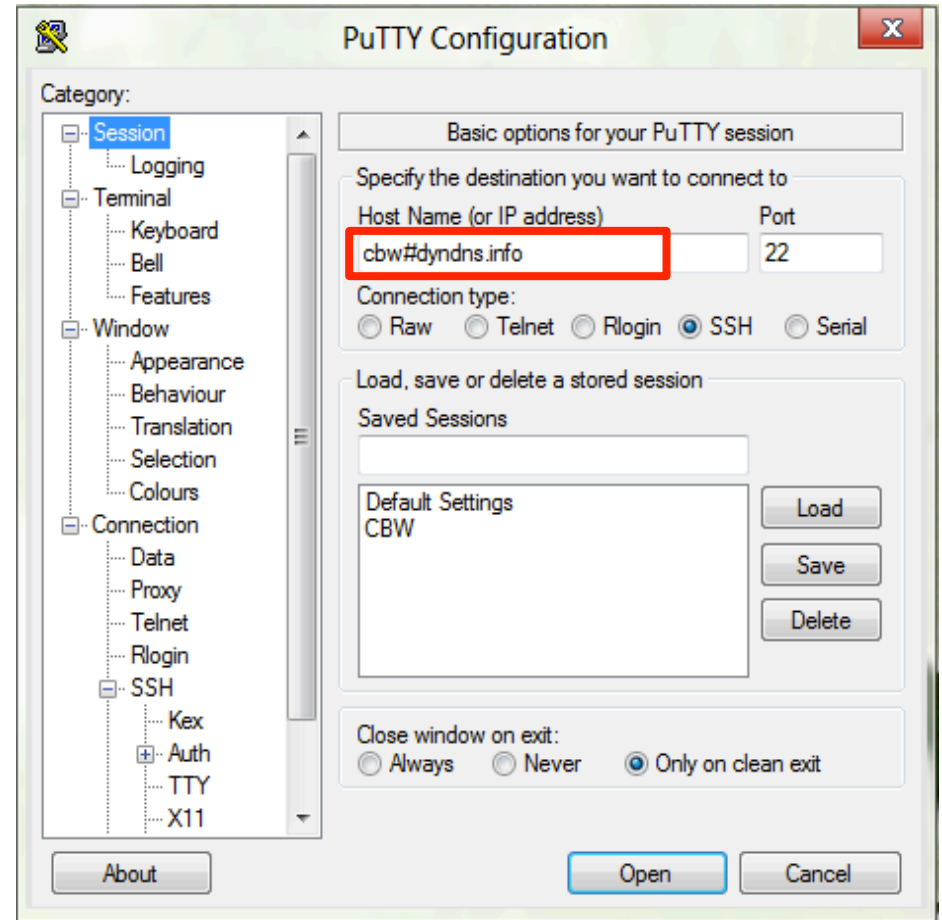 PuTTY Configuration
Category:
Session
Logging
Terminal
Keyboard
Bell
Features
Window
Appearance
Behaviour
Translation
Selection
Colours
Connection
Data
Proxy
Telnet
Rlogin
SSH
Kex
Auth
TTY
X11
Basic options for your PuTTY session
Specify the destination you want to connect to
Host Name (or IP address) Port
cbw#dyndns.info 22
Connection type:
Raw Telnet Rlogin SSH Serial
Load, save or delete a stored session
Saved Sessions
Default Settings
CBW
Load
Save
Delete
Close window on exit:
Always Never Only on clean exit
About Open Cancel